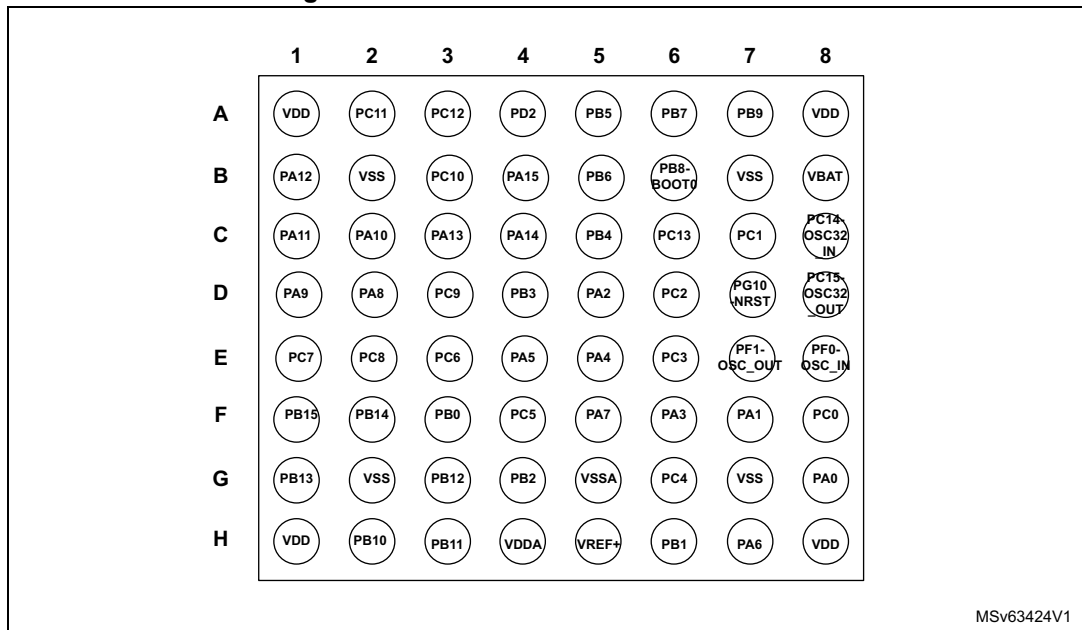 1 2 3 4 5 6 7 8
A VDD PC11 PC12 PD2 PB5 PB7 PB9 VDD
B PA12 VSS PC10 PA15 PB6 PB8-BOOT0 VSS VBAT
C PA11 PA10 PA13 PA14 PB4 PC13 PC1 PC14-OSC32_IN
D PA9 PA8 PC9 PB3 PA2 PC2 PG10-NRST PC15-OSC32_OUT
E PC7 PC8 PC6 PA5 PA4 PC3 PF1-OSC_OUT PF0-OSC_IN
F PB15 PB14 PB0 PC5 PA7 PA3 PA1 PC0
G PB13 VSS PB12 PB2 VSSA PC4 VSS PA0
H VDD PB10 PB11 VDDA VREF+ PB1 PA6 VDD
MSv63424V1